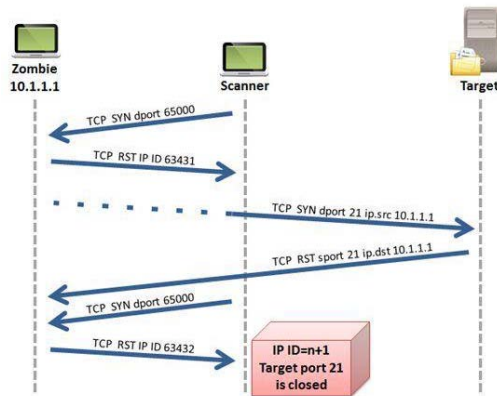 Zombie
10.1.1.1
Scanner
Target
TCP SYN dport 65000
TCP RST IP ID 63431
TCP SYN dport 21 ip.src 10.1.1.1
TCP RST sport 21 ip.dst 10.1.1.1
TCP SYN dport 65000
TCP RST IP ID 63432
IP ID=n+1
Target port 21
is closed